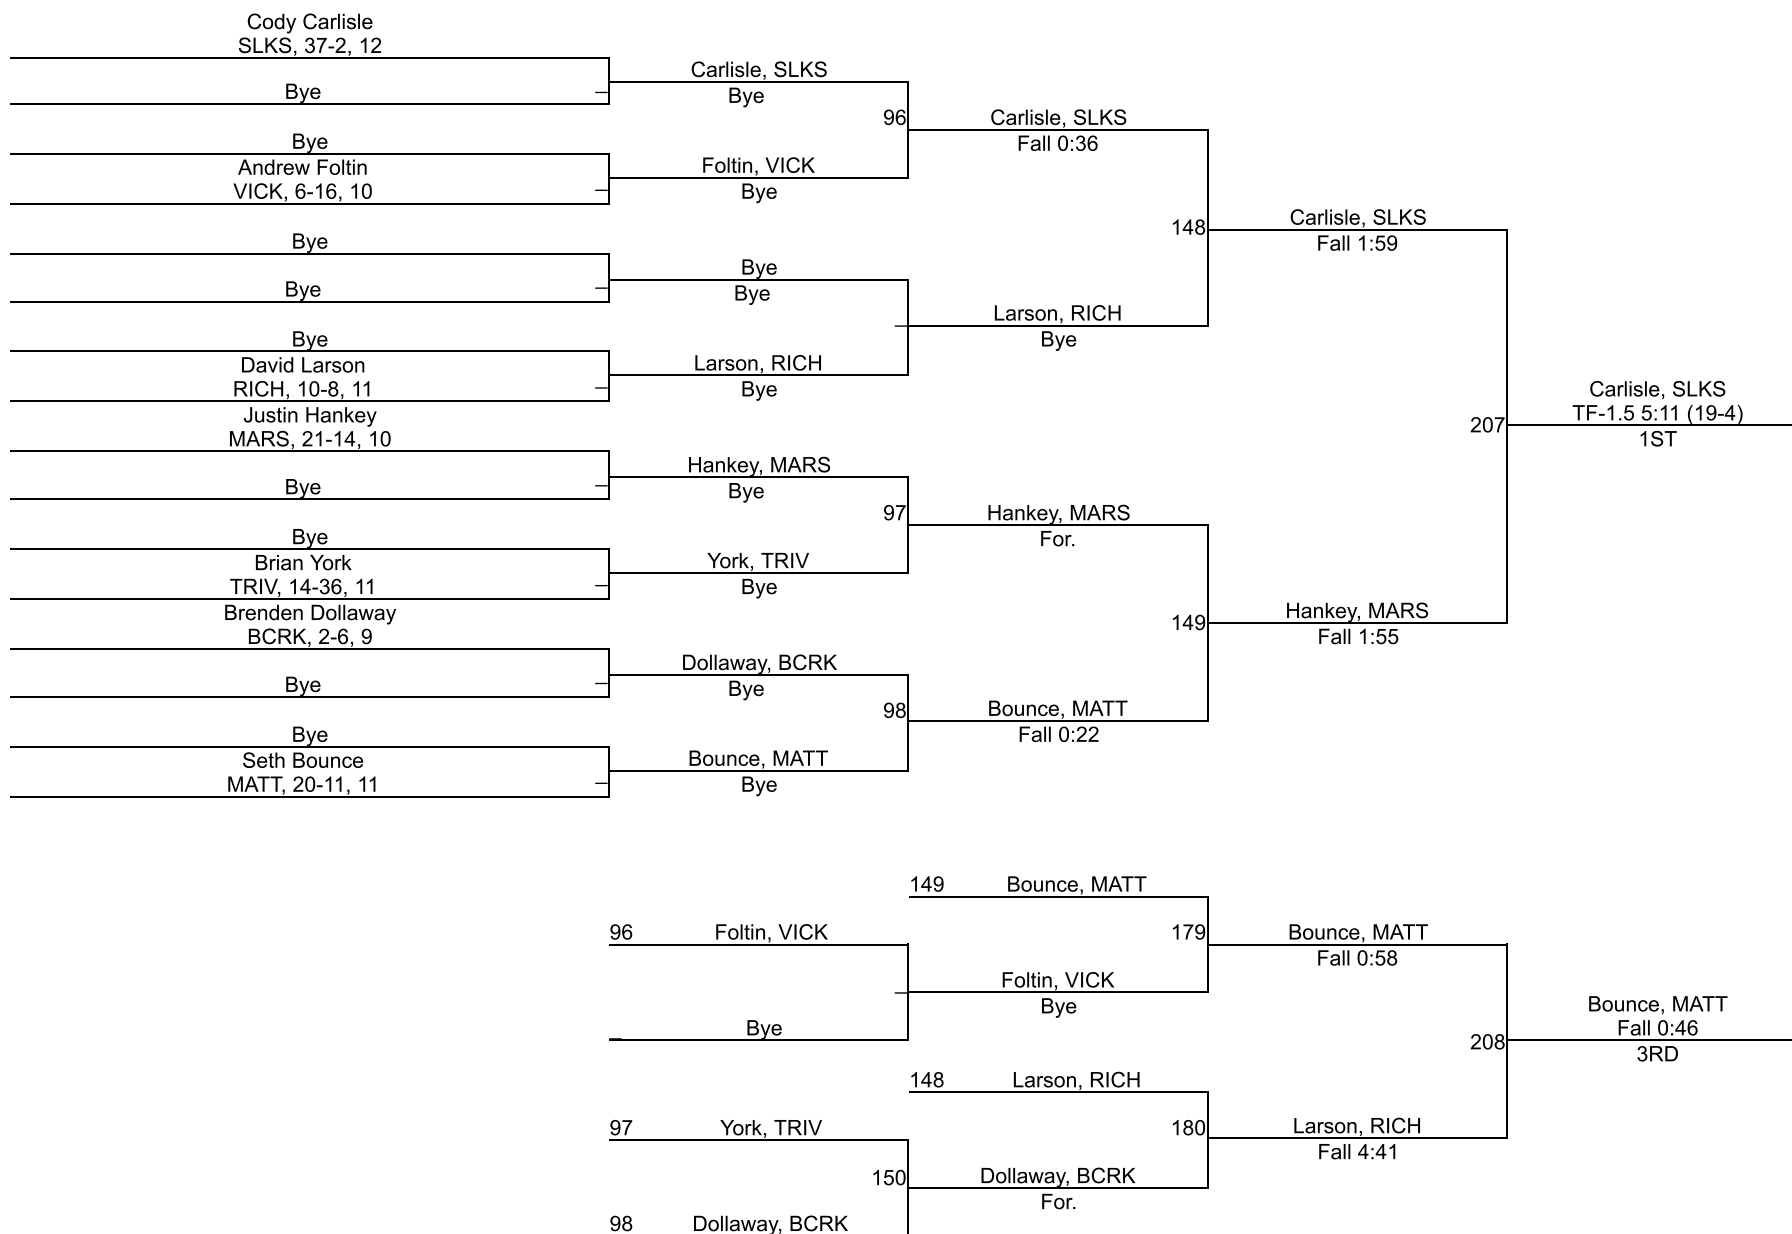 Cody Carlisle
SLKS, 37-2, 12
Bye
Bye
Andrew Foltin
VICK, 6-16, 10
Bye
Bye
Bye
David Larson
RICH, 10-8, 11
Justin Hankey
MARS, 21-14, 10
Bye
Bye
Brian York
TRIV, 14-36, 11
Brenden Dollaway
BCRK, 2-6, 9
Bye
Bye
Seth Bounce
MATT, 20-11, 11
Carlisle, SLKS
Bye
96
Foltin, VICK
Bye
Bye
Bye
Larson, RICH
Bye
Hankey, MARS
Bye
97
York, TRIV
Bye
Dollaway, BCRK
Bye
98
Bounce, MATT
Bye
Carlisle, SLKS
Fall 0:36
148
Larson, RICH
Bye
Hankey, MARS
For.
149
Bounce, MATT
Fall 0:22
Carlisle, SLKS
Fall 1:59
207
Hankey, MARS
Fall 1:55
Carlisle, SLKS
TF-1.5 5:11 (19-4)
1ST
96 Foltin, VICK
Bye
97 York, TRIV
150
98 Dollaway, BCRK
149 Bounce, MATT
179
Foltin, VICK
Bye
148 Larson, RICH
180
Dollaway, BCRK
For.
Bounce, MATT
Fall 0:58
208
Larson, RICH
Fall 4:41
Bounce, MATT
Fall 0:46
3RD